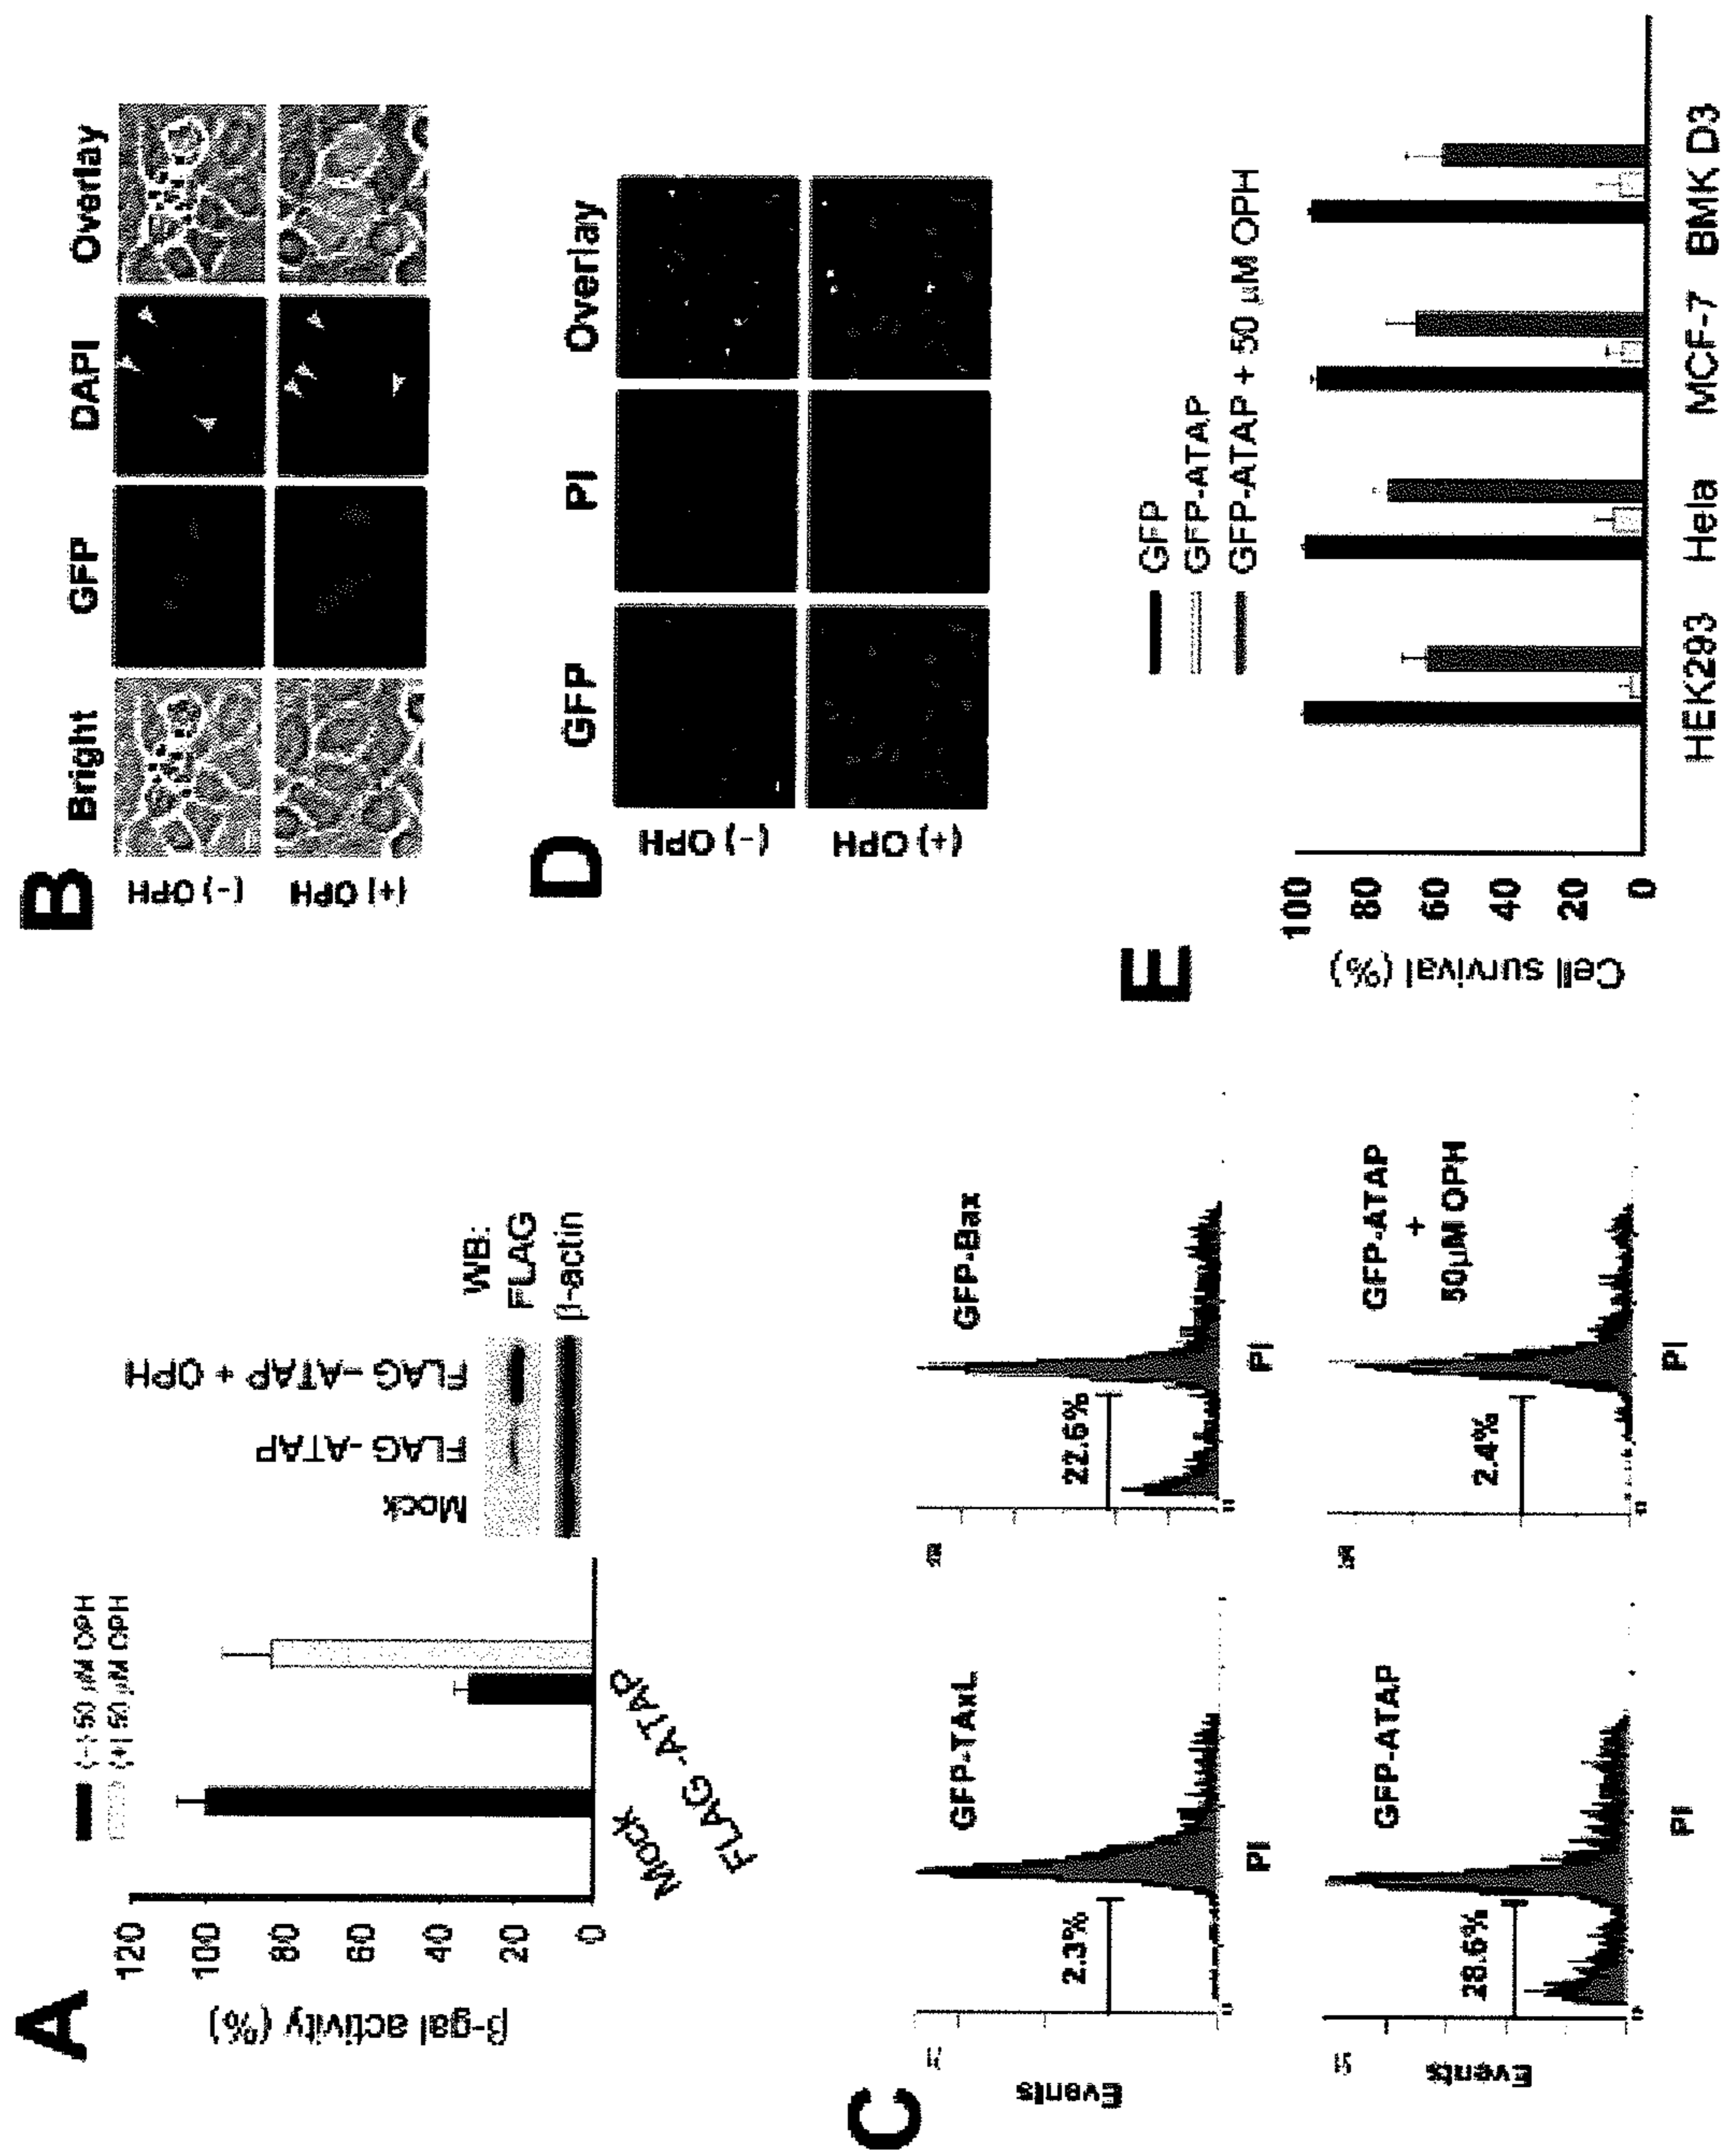 A
(-) 50 µM OPH
(+) 50 µM OPH
β-gal activity (%)
120
100
80
60
40
20
0
Mock
FLAG -ATAP
Mock
FLAG -ATAP
FLAG -ATAP + OPH
WB:
FLAG
β-actin
B
Bright GFP DAPI Overlay
(-) OPH
(+) OPH
C
Events
GFP-TAxL
2.3%
PI
GFP-Bax
22.6%
PI
Events
GFP-ATAP
28.6%
PI
GFP-ATAP
+
50µM OPH
2.4%
PI
D
GFP PI Overlay
(-) OPH
(+) OPH
E
GFP
GFP-ATAP
GFP-ATAP + 50 µM OPH
Cell survival (%)
100
80
60
40
20
0
HEK293 Hela MCF-7 BMK D3